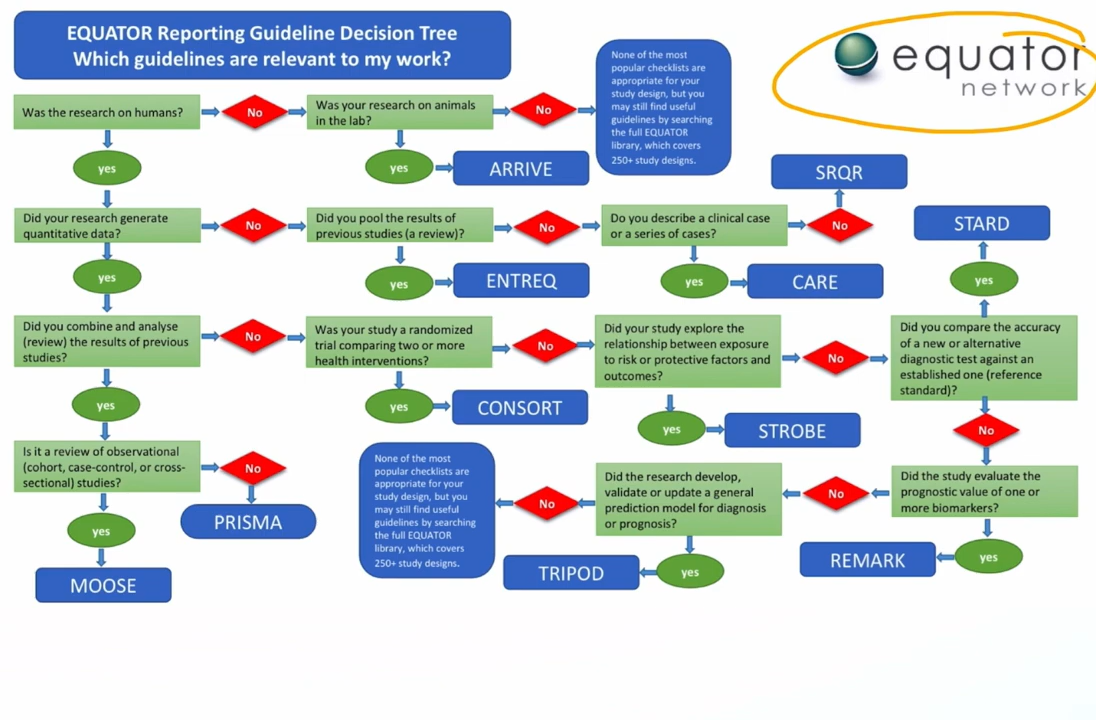 EQUATOR Reporting Guideline Decision Tree
Which guidelines are relevant to my work?
equator
network
None of the most
popular checklists are
appropriate for your
study design, but you
may still find useful
guidelines by searching
the full EQUATOR
library, which covers
250+ study designs.
Was the research on humans?
No
Was your research on animals
in the lab?
No
yes
yes
ARRIVE
SRQR
Did your research generate
quantitative data?
No
Did you pool the results of
previous studies (a review)?
No
Do you describe a clinical case
or a series of cases?
No
STARD
yes
yes
ENTREQ
yes
CARE
yes
Did you combine and analyse
(review) the results of previous
studies?
No
Was your study a randomized
trial comparing two or more
health interventions?
No
Did your study explore the
relationship between exposure
to risk or protective factors and
outcomes?
No
Did you compare the accuracy
of a new or alternative
diagnostic test against an
established one (reference
standard)?
yes
yes
CONSORT
yes
STROBE
No
Is it a review of observational
(cohort, case-control, or cross-
sectional) studies?
No
None of the most
popular checklists are
appropriate for your
study design, but you
may still find useful
guidelines by searching
the full EQUATOR
library, which covers
250+ study designs.
No
Did the research develop,
validate or update a general
prediction model for diagnosis
or prognosis?
No
Did the study evaluate the
prognostic value of one or
more biomarkers?
PRISMA
yes
TRIPOD
yes
REMARK
yes
MOOSE